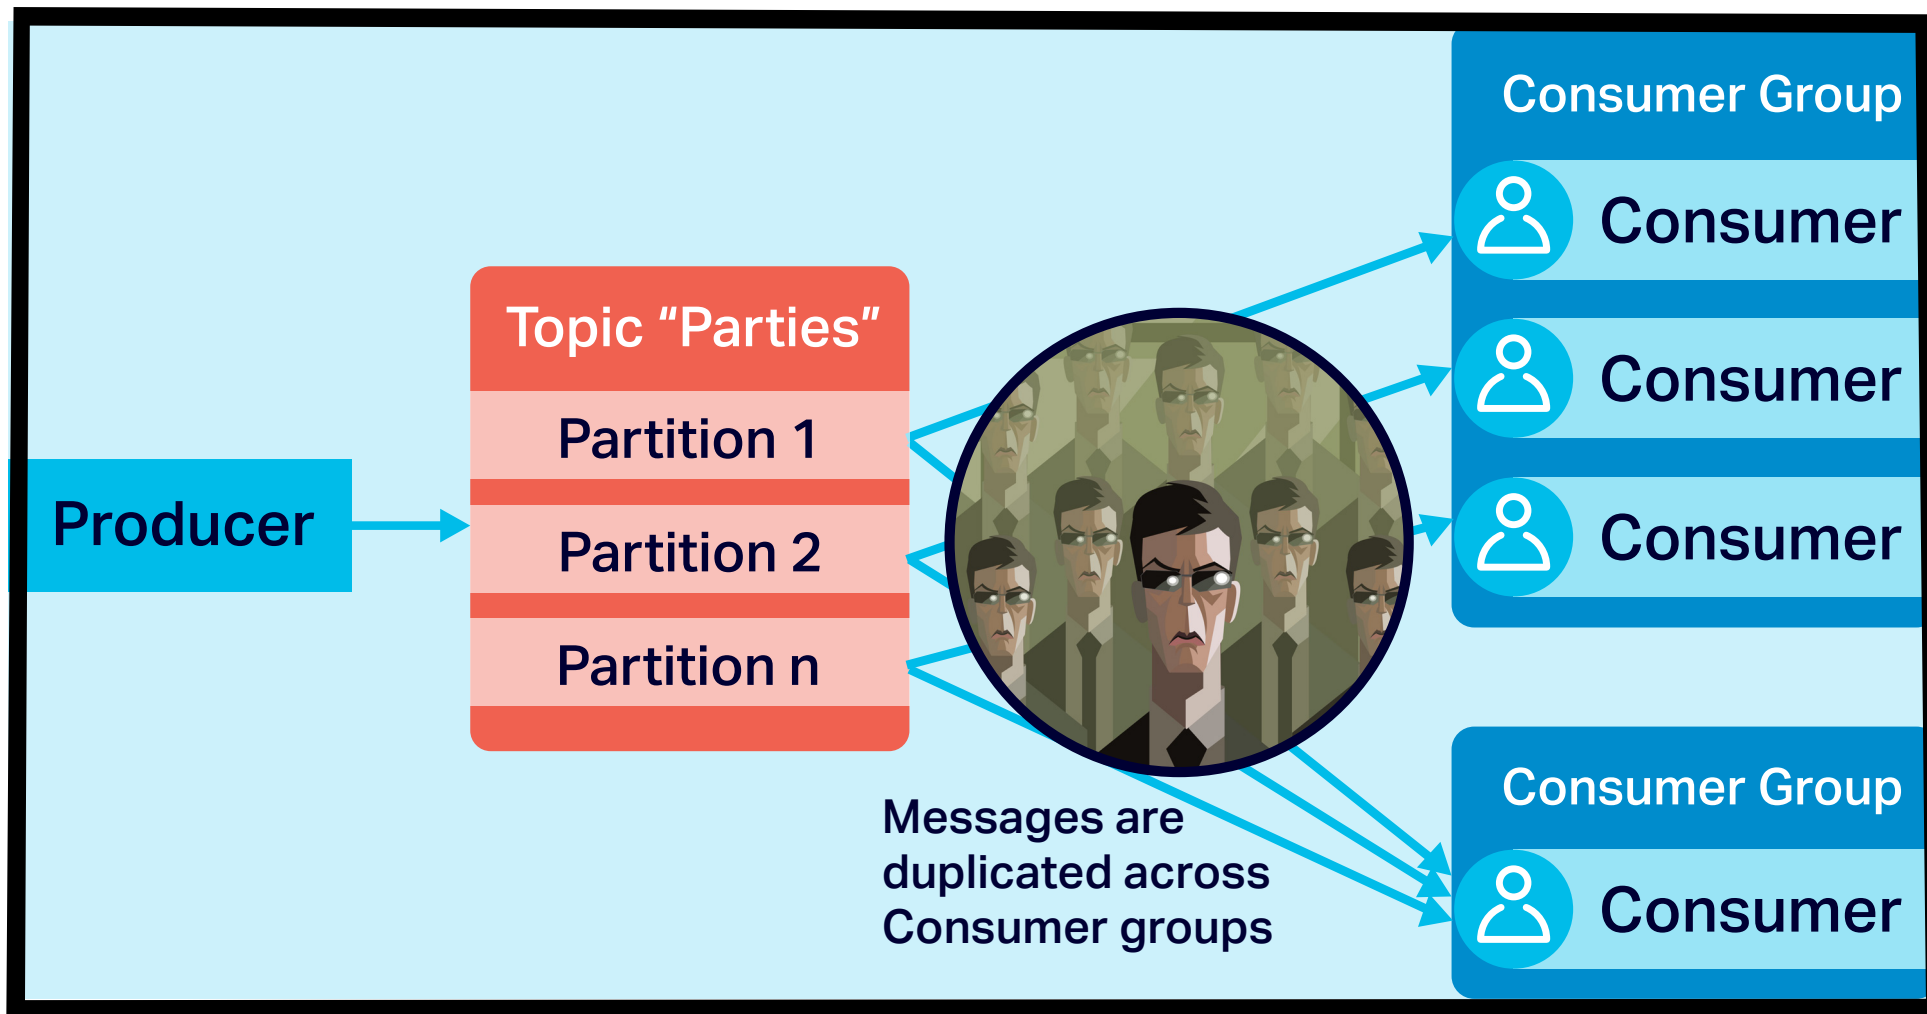 Consumer Group
Consumer
Consumer
Consumer
Topic “Parties”
Partition 1
Partition 2
Partition n
Producer
Messages are
duplicated across
Consumer groups
Consumer Group
Consumer